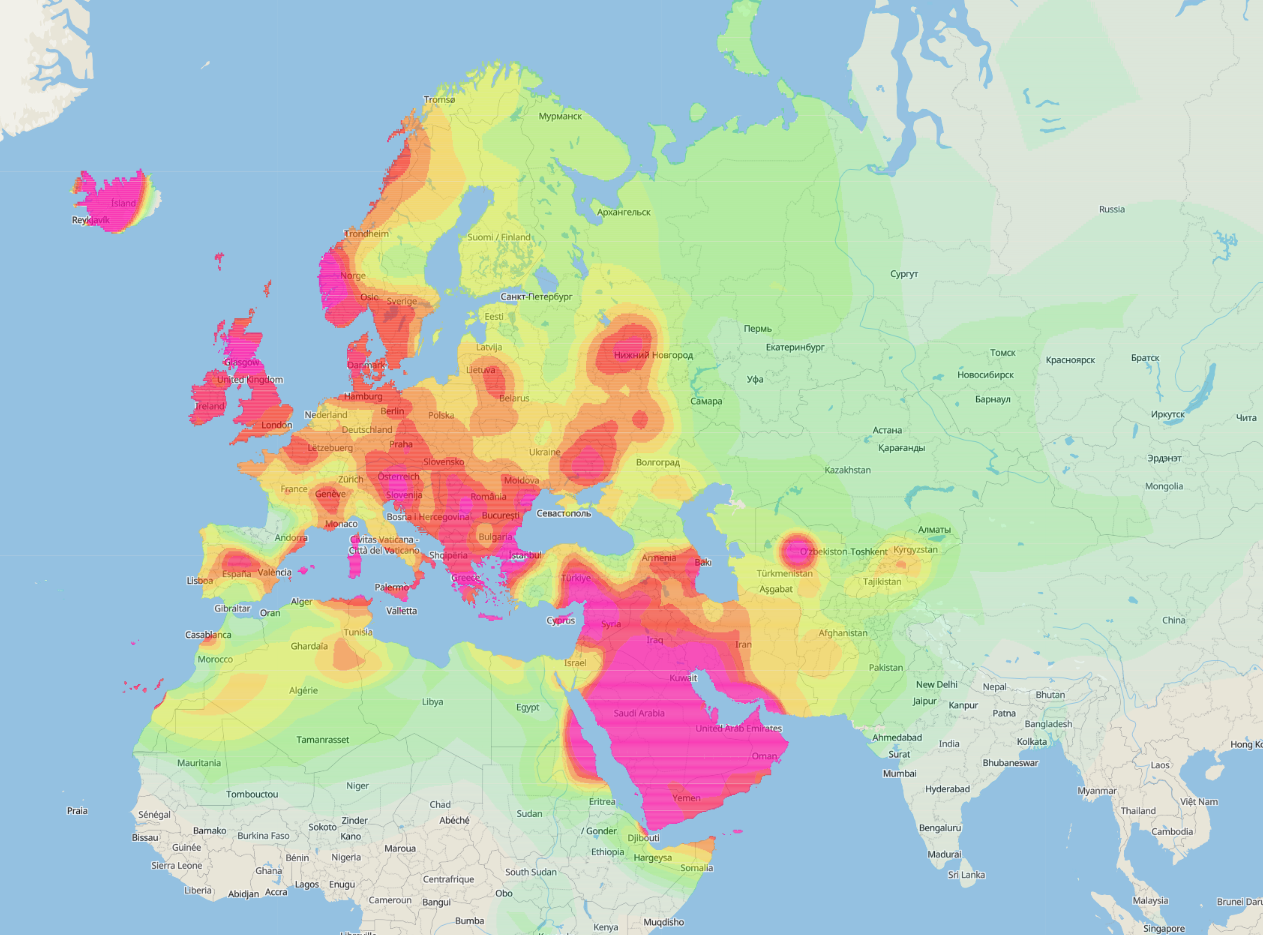 Tromsø
Мурманск
Ísland
Reykjavík
Архангельск
Russia
Trondheim
Suomi / Finland
Norge
Сургут
Oslo
Sverige
Санкт-Петербург
Eesti
Пермь
Latvija
Екатеринбург
Нижний Новгород
Томск
Красноярск
Братск
Glasgow
Danmark
Lietuva
Уфа
Новосибирск
United Kingdom
Hamburg
Belarus
Самара
Барнаул
Ireland
Berlin
Polska
Иркутск
Чита
Nederland
London
Deutschland
Астана
Praha
Қарағанды
Lëtzebuerg
Ukraine
Эрдэнэт
Slovensko
Волгоград
Kazakhstan
Österreich
Zürich
Moldova
Mongolia
France
Genève
Slovenija
România
Bosna i Hercegovina
București
Севастополь
Monaco
Алматы
Andorra
Civitas Vaticana -
Città del Vaticano
Bulgaria
Shqipëria
İstanbul
Armenia
Bakı
Oʻzbekiston
Toshkent
Kyrgyzstan
España
València
Lisboa
Greece
Türkiye
Türkmenistan
Tajikistan
Palermo
Aşgabat
Alger
Gibraltar
Oran
Valletta
Cyprus
Syria
China
Casablanca
Tunisia
Afghanistan
Ghardaia
Iraq
Iran
Morocco
Israel
Pakistan
Kuwait
New Delhi
Nepal
Bhutan
Algérie
Libya
Egypt
Jaipur
Kanpur
Patna
Saudi Arabia
Bangladesh
United Arab Emirates
Tamanrasset
Ahmedabad
India
Kolkata
Hong Ko
Surat
Oman
Mauritania
Mumbai
Bhubaneswar
Laos
Niger
Hyderabad
Myanmar
Tombouctou
Yemen
Eritrea
Việt Nam
Praia
Chad
Thailand
Sénégal
Sudan
Zinder
Abéché
Sokoto
Bengaluru
Bamako
Burkina Faso
Kano
/ Gonder
Cambodia
Bissau
Djibouti
Guinée
Maroua
Ethiopia
Madurai
Bénin
Nigeria
Hargeysa
Sierra Leone
Ghana
Somalia
South Sudan
Sri Lanka
Centrafrique
Lagos
Enugu
Liberia
Abidjan
Accra
Obo
Cameroun
Bangui
Malaysia
Brunei Daru
Bumba
Kenya
Muqdisho
Singapore